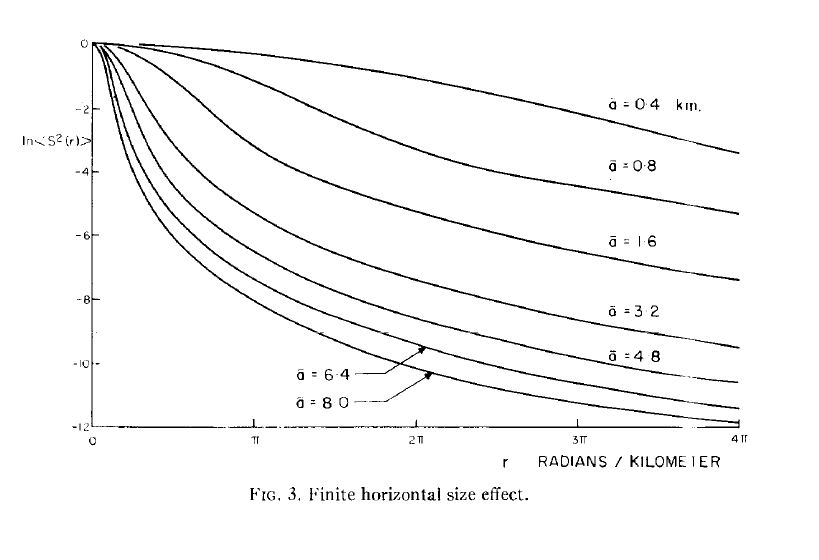 0
ā = 0.4 km.
-2
ln<S²(r)>
ā = 0.8
-4
-6
ā = 1.6
-8
ā = 3.2
ā = 4.8
-10
ā = 6.4
ā = 8.0
-12
0 π 2π 3π 4π
r RADIANS / KILOMETER
FIG. 3. Finite horizontal size effect.